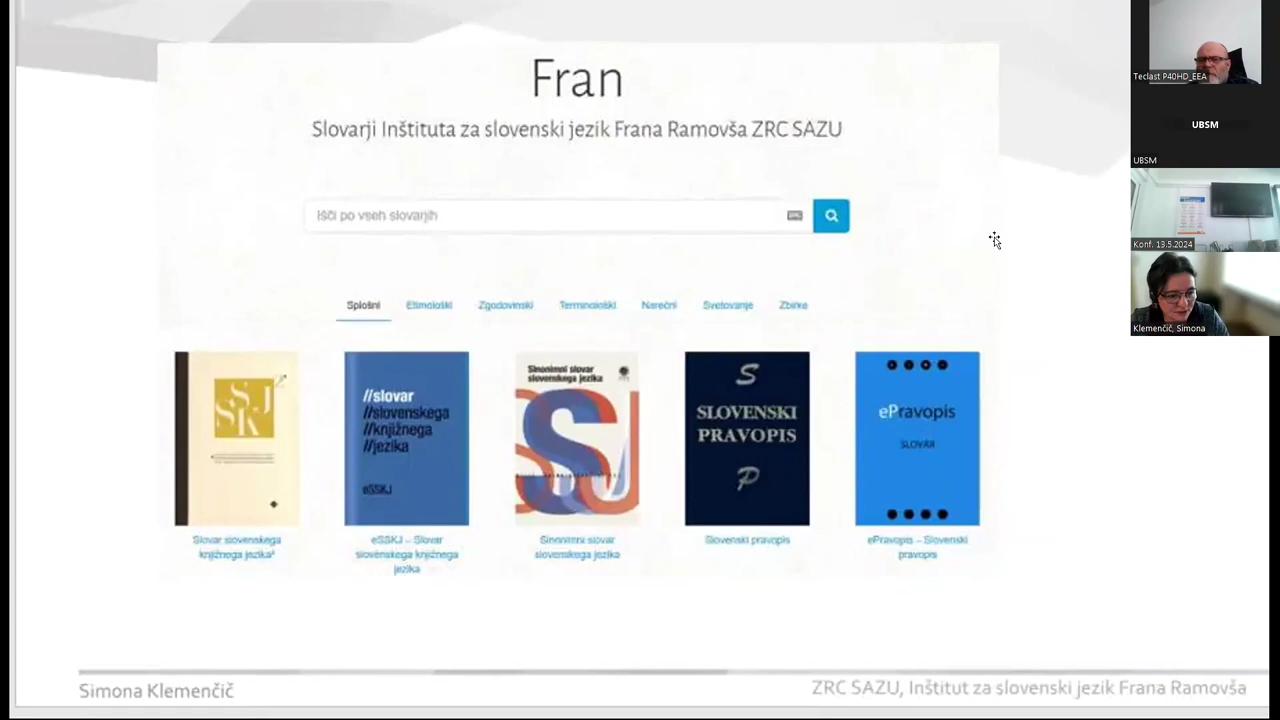 Fran
Slovarji Inštituta za slovenski jezik Frana Ramovša ZRC SAZU
Išči po vseh slovarjih
Splošni Etimološki Zgodovinski Terminološki Narečni Svetovanje Zbirke
SSKJ
//slovar
//slovenskega
//knjižnega
//jezika
eSSKJ
Sinonimni slovar
slovenskega jezika
S
SLOVENSKI
PRAVOPIS
P
ePravopis
SLOVAR
Slovar slovenskega
knjižnega jezika²
eSSKJ – Slovar
slovenskega knjižnega
jezika
Sinonimni slovar
slovenskega jezika
Slovenski pravopis
ePravopis – Slovenski
pravopis
Simona Klemenčič
ZRC SAZU, Inštitut za slovenski jezik Frana Ramovša
Teclast P40HD_EEA
UBSM
UBSM
Konf. 13.5.2024
Klemenčič, Simona